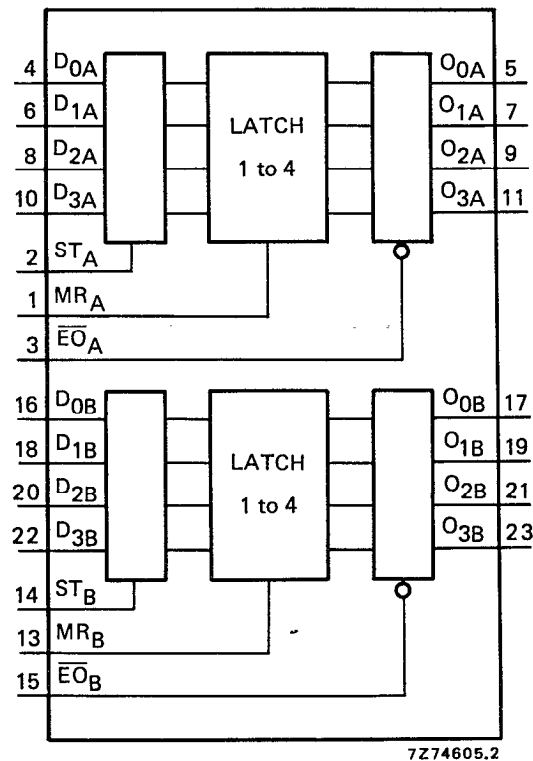 4 D0A O0A 5
6 D1A O1A 7
LATCH
8 D2A O2A 9
1 to 4
10 D3A O3A 11
2 STA
1 MRA
3 E̅O̅A
16 D0B O0B 17
18 D1B O1B 19
LATCH
20 D2B O2B 21
1 to 4
22 D3B O3B 23
14 STB
13 MRB
15 E̅O̅B
7Z74605.2